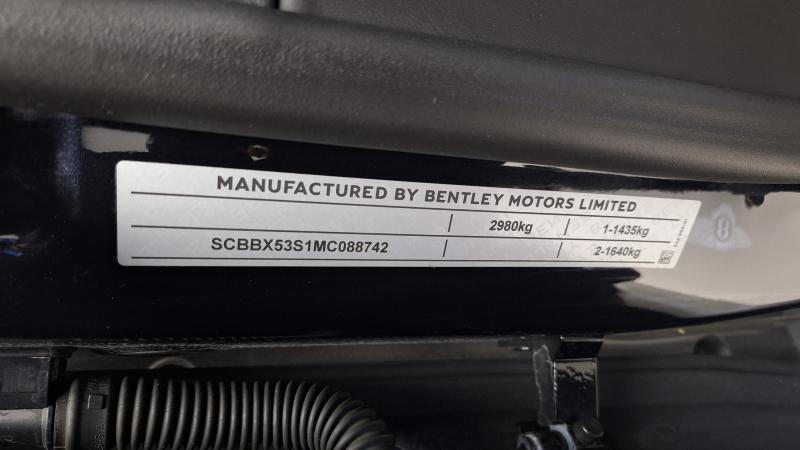 MANUFACTURED BY BENTLEY MOTORS LIMITED
2980kg 1-1435kg
SCBBX53S1MC088742 2-1640kg
B